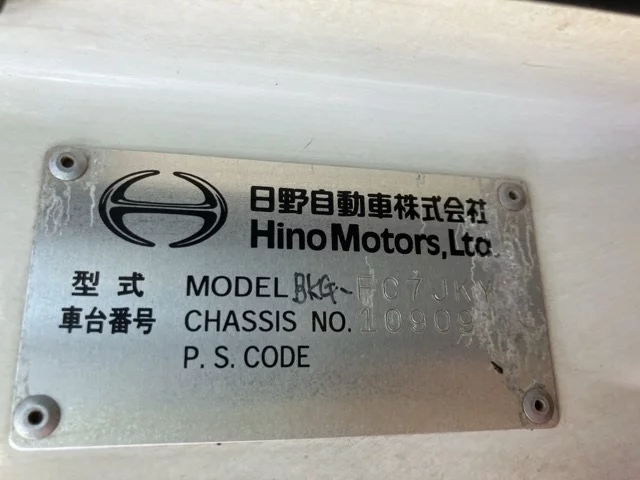 日野自動車株式会社
Hino Motors, Ltd.
型式 MODEL BKG-FC7JKY
車台番号 CHASSIS NO. 10909
P. S. CODE